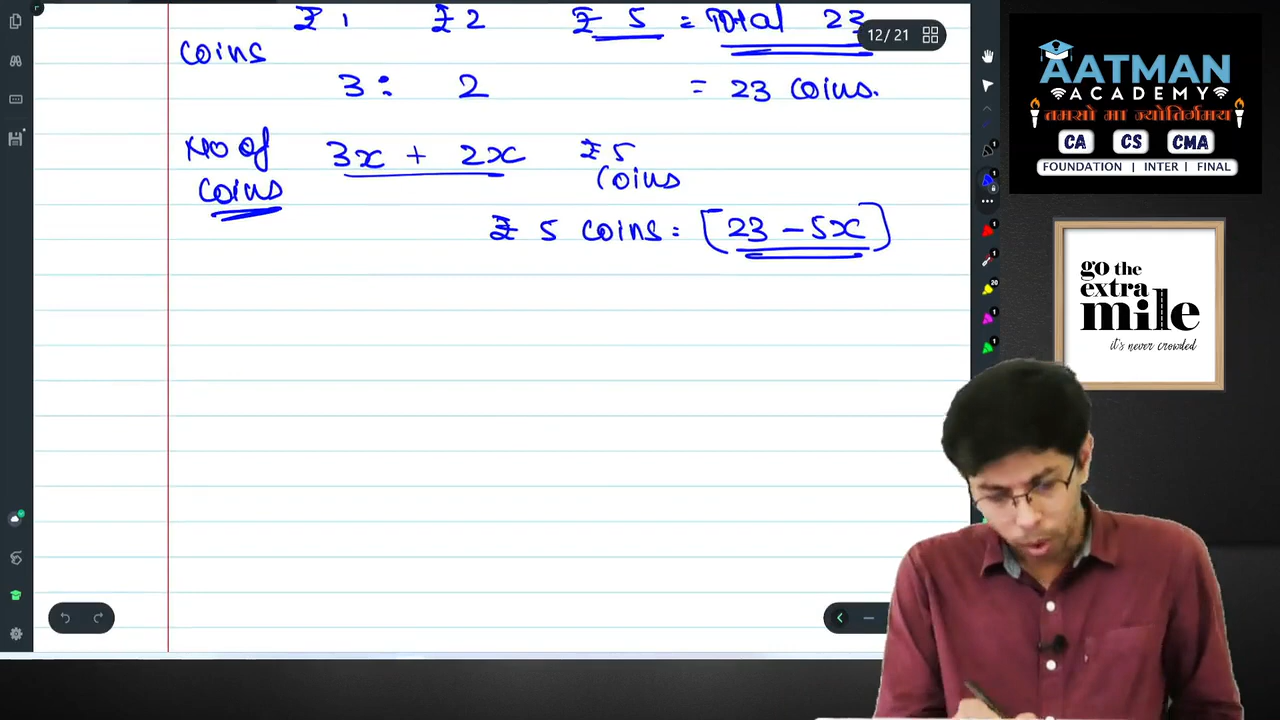 ₹ 1 ₹ 2 ₹ 5 = Total 23
coins
12/21
3 : 2 = 23 coins.
No of 3x + 2x ₹ 5
coins coins
₹ 5 coins = [23 - 5x]
AATMAN
ACADEMY
तमसो मा ज्योतिर्गमय
CA CS CMA
FOUNDATION | INTER | FINAL
go the
extra
mile
it's never crowded